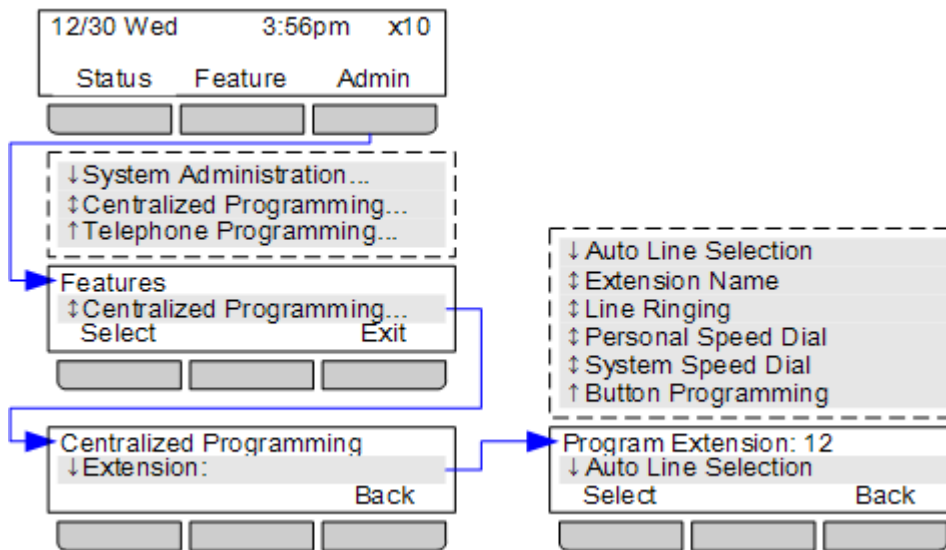 12/30 Wed 3:56pm x10
Status Feature Admin
↓System Administration...
↕Centralized Programming...
↑Telephone Programming...
Features
↕Centralized Programming...
Select Exit
Centralized Programming
↓Extension:
Back
↓Auto Line Selection
↕Extension Name
↕Line Ringing
↕Personal Speed Dial
↕System Speed Dial
↑Button Programming
Program Extension: 12
↓Auto Line Selection
Select Back